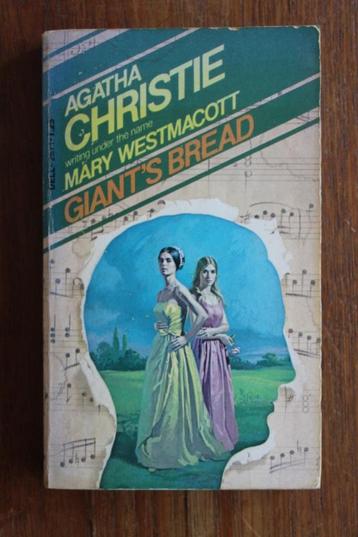 AGATHA
CHRISTIE
writing under the name
MARY WESTMACOTT
GIANT'S BREAD